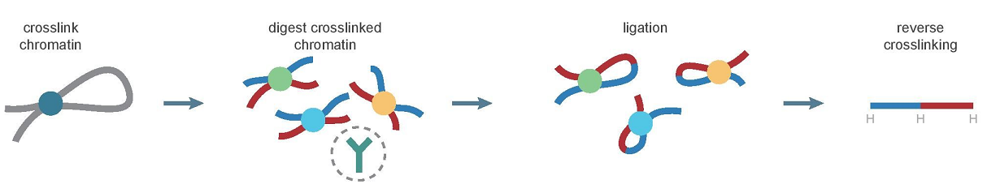 crosslink
chromatin
digest crosslinked
chromatin
ligation
reverse
crosslinking
H H H